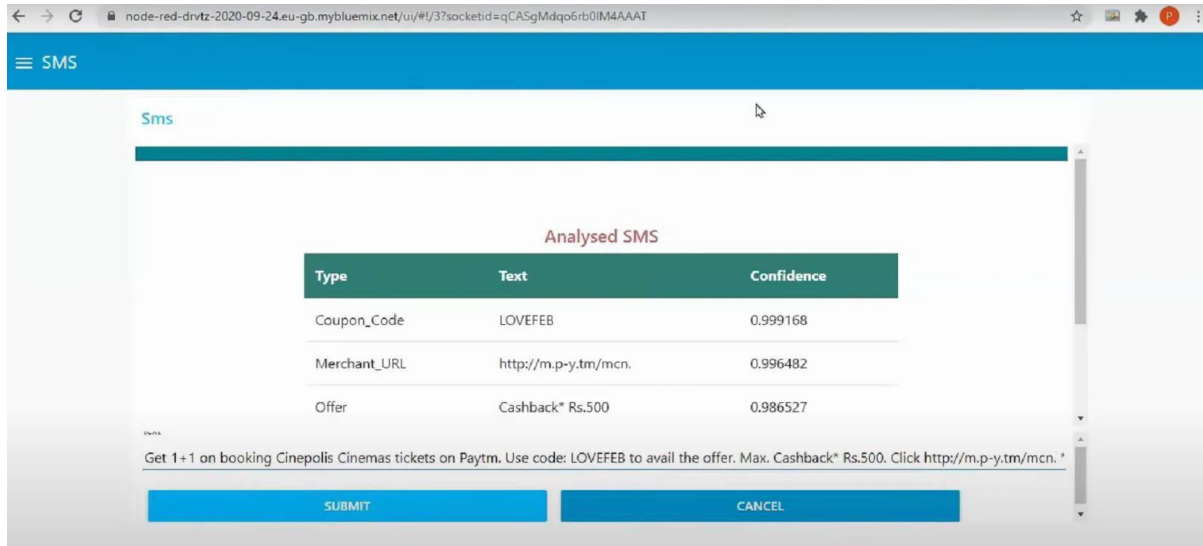 node-red-drvtz-2020-09-24.eu-gb.mybluemix.net/ui/#!/3?socketid=qCASgMdqo6rb0iM4AAAT
P
SMS
Sms
Analysed SMS
Type Text Confidence
Coupon_Code LOVEFEB 0.999168
Merchant_URL http://m.p-y.tm/mcn. 0.996482
Offer Cashback* Rs.500 0.986527
Get 1+1 on booking Cinepolis Cinemas tickets on Paytm. Use code: LOVEFEB to avail the offer. Max. Cashback* Rs.500. Click http://m.p-y.tm/mcn. *
SUBMIT CANCEL